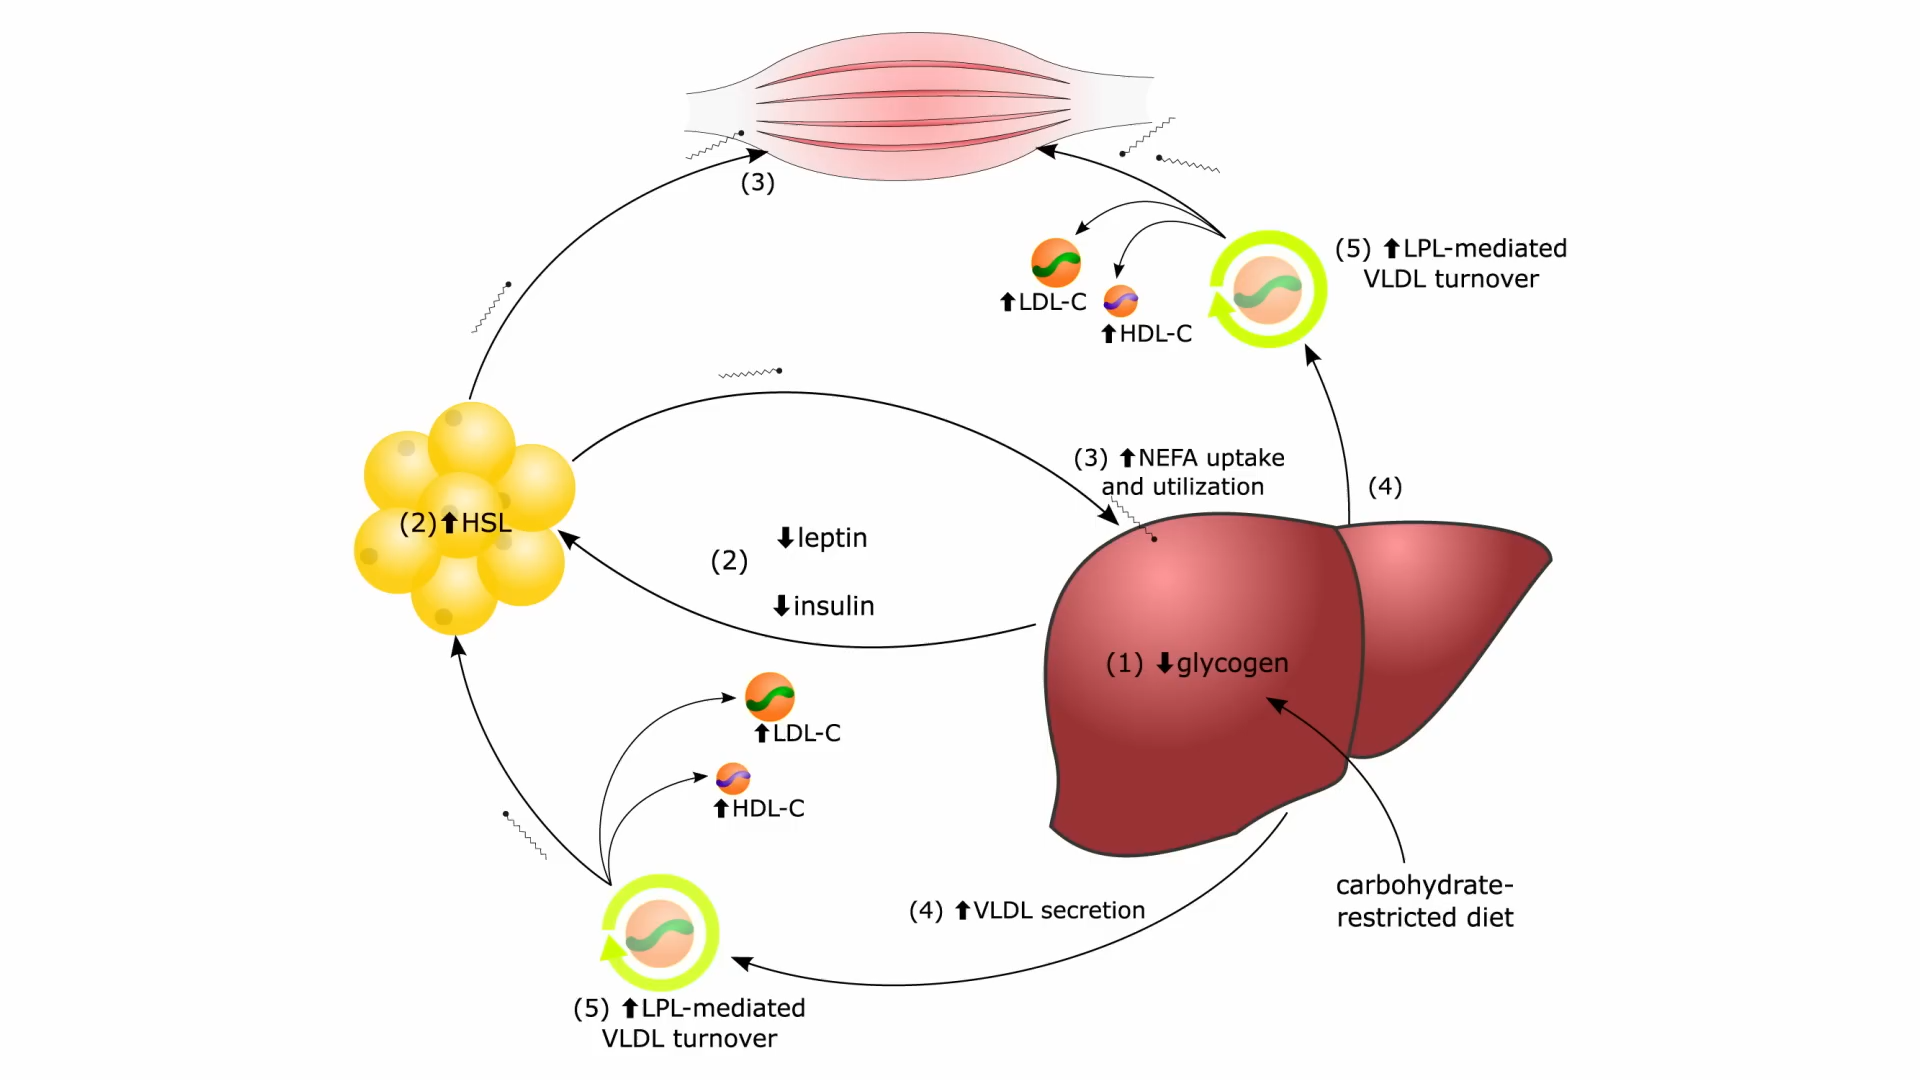 (3)
(5) ⬆LPL-mediated
VLDL turnover
⬆LDL-C
⬆HDL-C
(3) ⬆NEFA uptake
and utilization
(4)
(2)⬆HSL
(2)
⬇leptin
⬇insulin
(1) ⬇glycogen
⬆LDL-C
⬆HDL-C
carbohydrate-
restricted diet
(4) ⬆VLDL secretion
(5) ⬆LPL-mediated
VLDL turnover